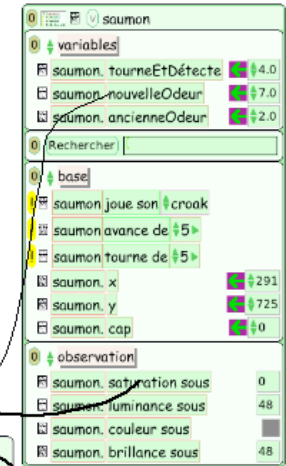 saumon
variables
saumon. tourneEtDétecte 4.0
saumon. nouvelleOdeur 7.0
saumon. ancienneOdeur 2.0
Rechercher
base
! saumon joue son croak
saumon avance de 5
! saumon tourne de 5
saumon. x 291
saumon. y 725
saumon. cap 0
observation
saumon. saturation sous 0
saumon. luminance sous 48
saumon. couleur sous
saumon. brillance sous 48